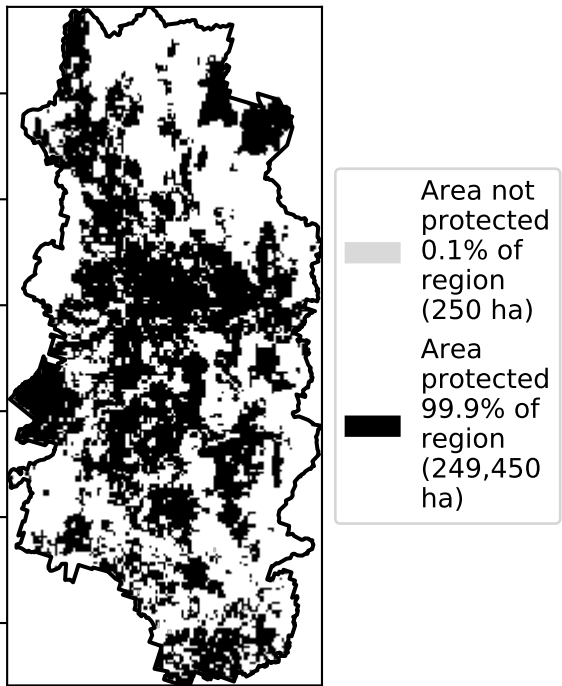 Area not
protected
0.1% of
region
(250 ha)
Area
protected
99.9% of
region
(249,450
ha)